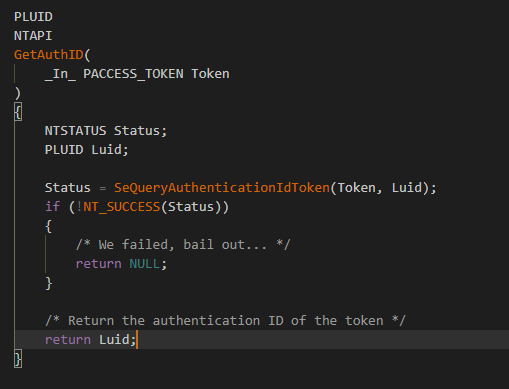 PLUID
NTAPI
GetAuthID(
    _In_ PACCESS_TOKEN Token
)
{
    NTSTATUS Status;
    PLUID Luid;

    Status = SeQueryAuthenticationIdToken(Token, Luid);
    if (!NT_SUCCESS(Status))
    {
        /* We failed, bail out... */
        return NULL;
    }

    /* Return the authentication ID of the token */
    return Luid;
}